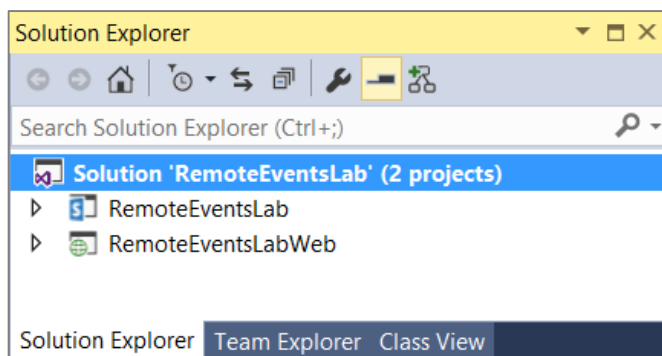 Solution Explorer
Search Solution Explorer (Ctrl+;)
Solution 'RemoteEventsLab' (2 projects)
RemoteEventsLab
RemoteEventsLabWeb
Solution Explorer Team Explorer Class View